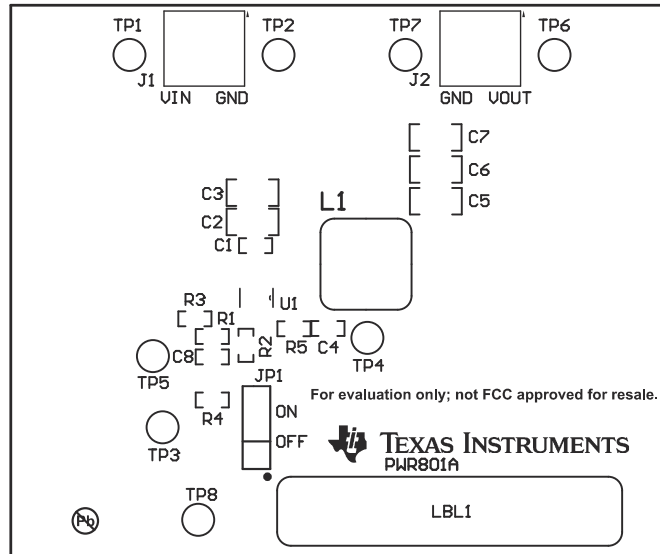 TP1
TP2
TP7
TP6
J1
J2
VIN GND
GND VOUT
C7
C6
C5
C3
C2
C1
L1
U1
R3
R1
R2
R5
C4
TP4
C8
TP5
JP1
R4
ON
OFF
For evaluation only; not FCC approved for resale.
TP3
TEXAS INSTRUMENTS
PWR801A
TP8
LBL1
Pb